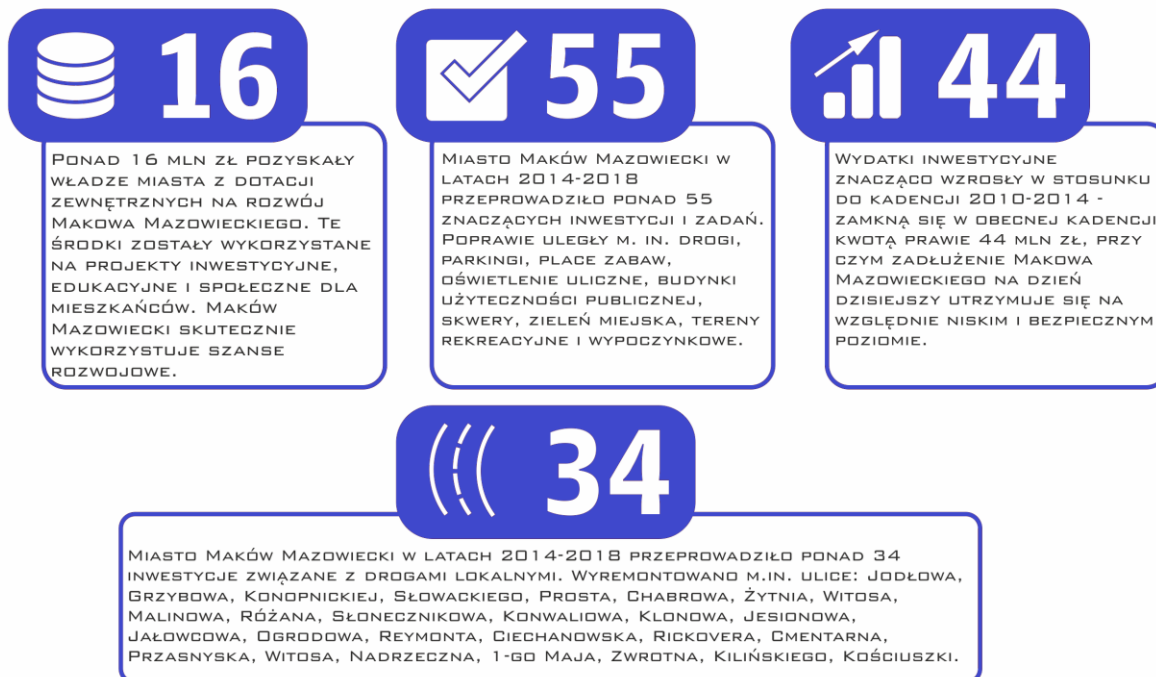 16
Ponad 16 mln zł pozyskały
władze miasta z dotacji
zewnętrznych na rozwój
Makowa Mazowieckiego. Te
środki zostały wykorzystane
na projekty inwestycyjne,
edukacyjne i społeczne dla
mieszkańców. Maków
Mazowiecki skutecznie
wykorzystuje szanse
rozwojowe.
55
Miasto Maków Mazowiecki w
latach 2014-2018
przeprowadziło ponad 55
znaczących inwestycji i zadań.
Poprawie uległy m. in. drogi,
parkingi, place zabaw,
oświetlenie uliczne, budynki
użyteczności publicznej,
skwery, zieleń miejska, tereny
rekreacyjne i wypoczynkowe.
44
Wydatki inwestycyjne
znacząco wzrosły w stosunku
do kadencji 2010-2014 -
zamkną się w obecnej kadencji
kwotą prawie 44 mln zł, przy
czym zadłużenie Makowa
Mazowieckiego na dzień
dzisiejszy utrzymuje się na
względnie niskim i bezpiecznym
poziomie.
34
Miasto Maków Mazowiecki w latach 2014-2018 przeprowadziło ponad 34
inwestycje związane z drogami lokalnymi. Wyremontowano m.in. ulice: Jodłowa,
Grzybowa, Konopnickiej, Słowackiego, Prosta, Chabrowa, Żytnia, Witosa,
Malinowa, Różana, Słonecznikowa, Konwaliowa, Klonowa, Jesionowa,
Jałowcowa, Ogrodowa, Reymonta, Ciechanowska, Rickovera, Cmentarna,
Przasnyska, Witosa, Nadrzeczna, 1-go Maja, Zwrotna, Kilińskiego, Kościuszki.